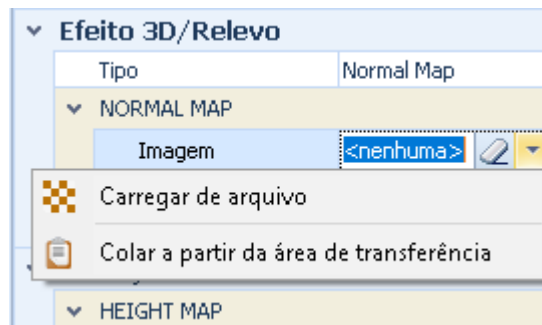 Efeito 3D/Relevo
Tipo Normal Map
NORMAL MAP
Imagem <nenhuma>
Carregar de arquivo
Colar a partir da área de transferência
HEIGHT MAP